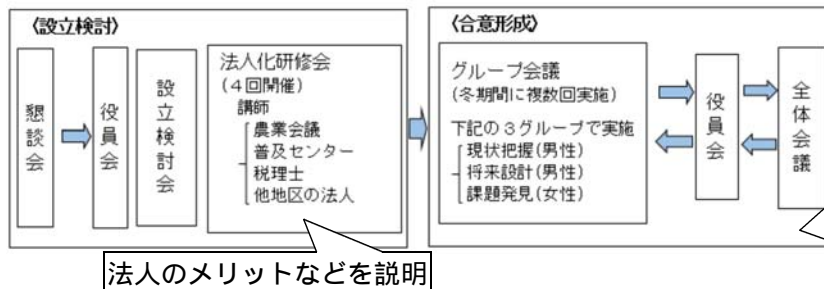 〈設立検討〉
懇談会
役員会
設立検討会
法人化研修会
(4回開催)
講師
農業会議
普及センター
税理士
他地区の法人
法人のメリットなどを説明
〈合意形成〉
グループ会議
(冬期間に複数回実施)
下記の3グループで実施
現状把握(男性)
将来設計(男性)
課題発見(女性)
役員会
全体会議